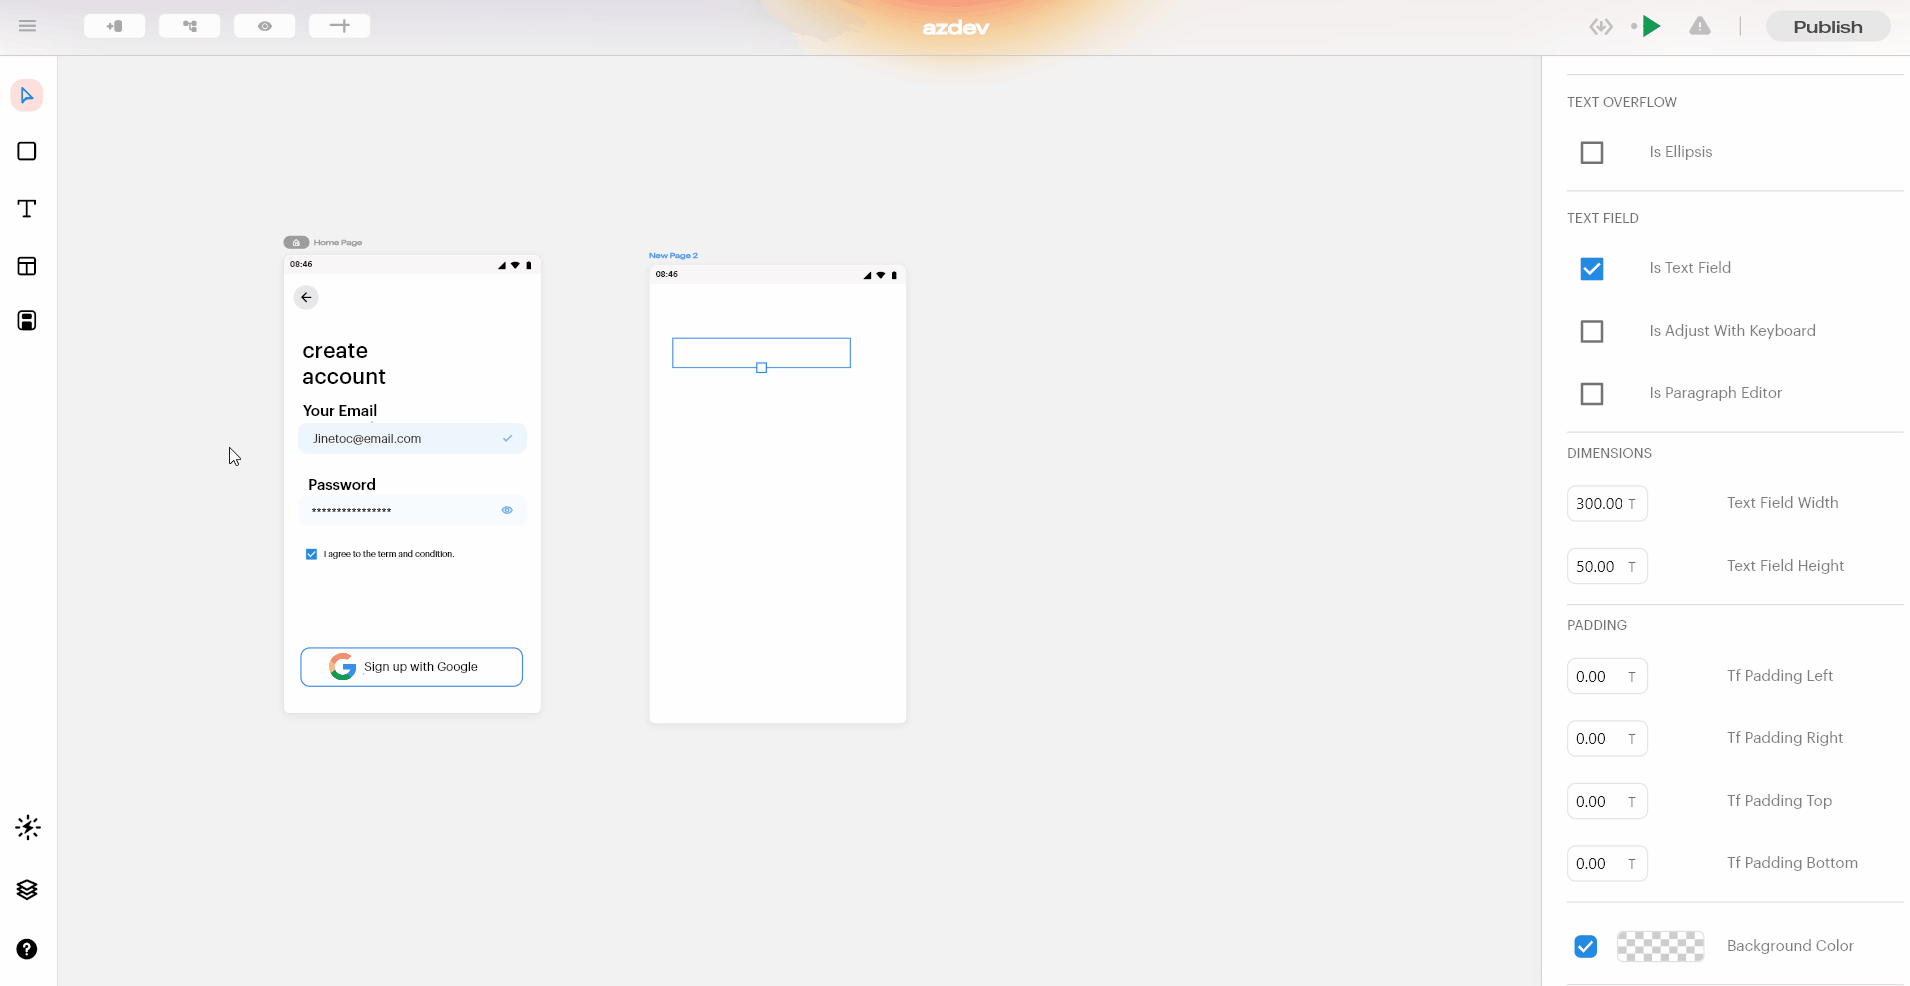 azdev
Publish
Home Page
08:46
create
account
Your Email
Jinetoc@email.com
Password
****************
I agree to the term and condition.
Sign up with Google
New Page 2
08:46
TEXT OVERFLOW
Is Ellipsis
TEXT FIELD
Is Text Field
Is Adjust With Keyboard
Is Paragraph Editor
DIMENSIONS
300.00 T Text Field Width
50.00 T Text Field Height
PADDING
0.00 T Tf Padding Left
0.00 T Tf Padding Right
0.00 T Tf Padding Top
0.00 T Tf Padding Bottom
Background Color